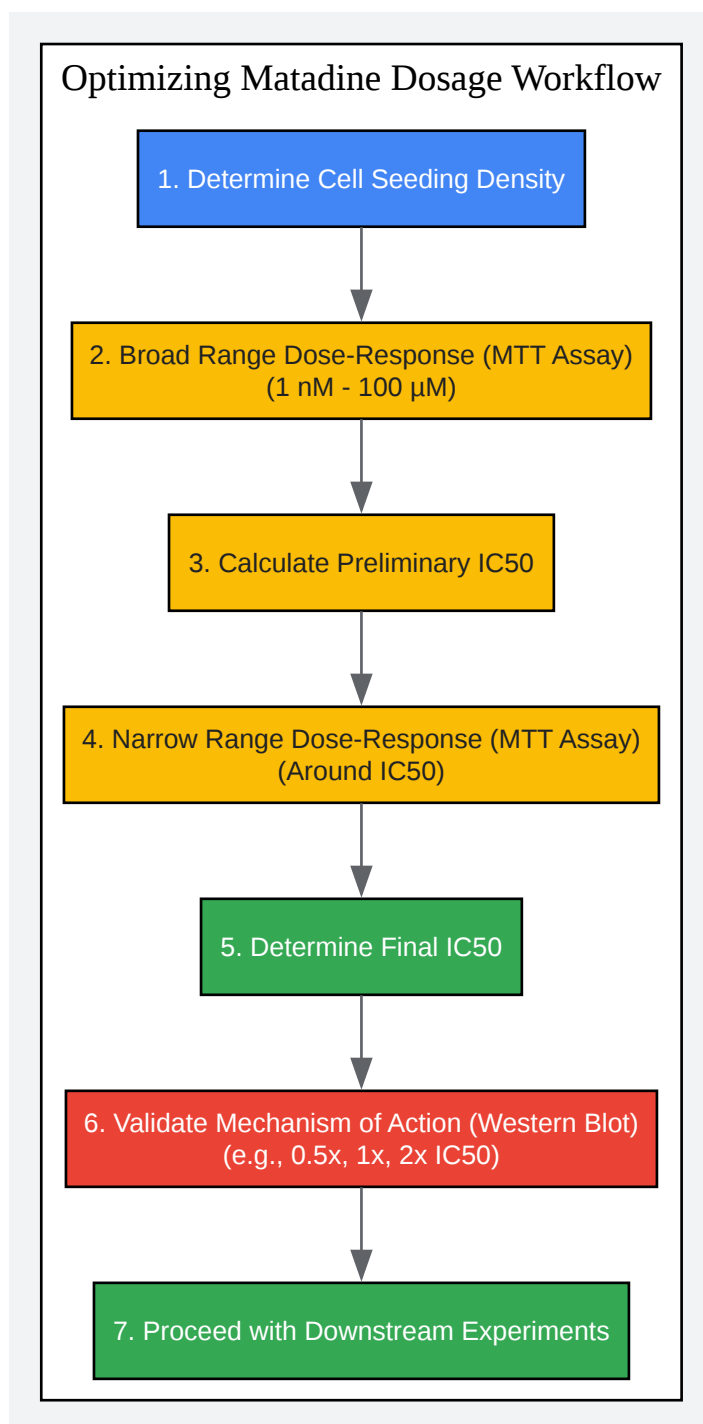 Optimizing Matadine Dosage Workflow
1. Determine Cell Seeding Density
2. Broad Range Dose-Response (MTT Assay)
(1 nM - 100 µM)
3. Calculate Preliminary IC50
4. Narrow Range Dose-Response (MTT Assay)
(Around IC50)
5. Determine Final IC50
6. Validate Mechanism of Action (Western Blot)
(e.g., 0.5x, 1x, 2x IC50)
7. Proceed with Downstream Experiments